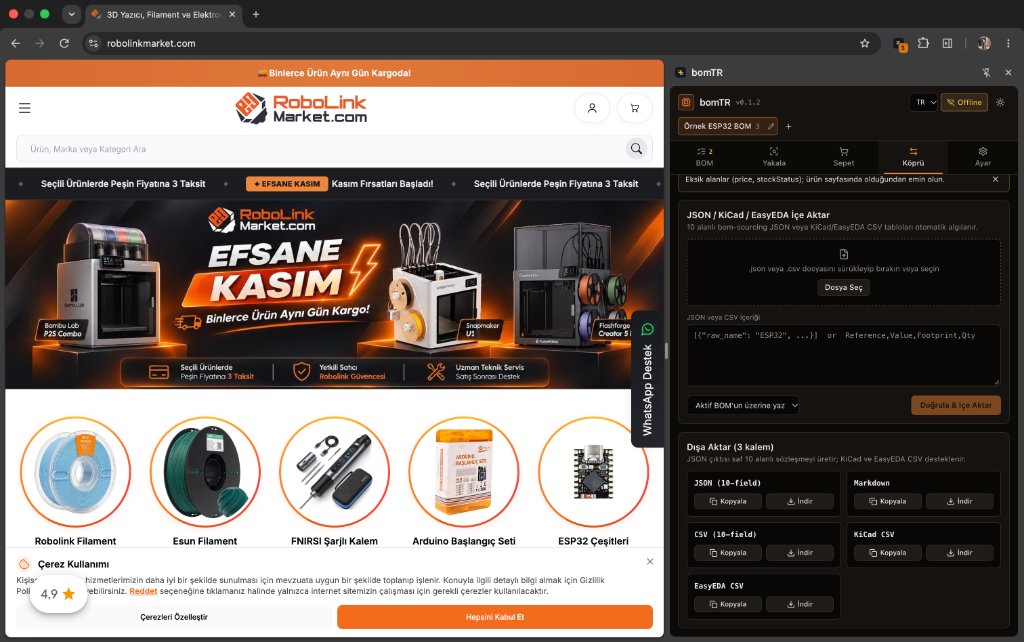 3D Yazıcı, Filament ve Elektro
robolinkmarket.com
3
🚚Binlerce Ürün Aynı Gün Kargoda!
RoboLink
Market.com
Ürün, Marka veya Kategori Ara
Seçili Ürünlerde Peşin Fiyatına 3 Taksit
EFSANE KASIM
Kasım Fırsatları Başladı!
Seçili Ürünlerde Peşin Fiyatına 3 Taksit
RoboLink
Market.com
EFSANE
KASIM
Binlerce Ürün Aynı Gün Kargo!
Bambu Lab
P2S Combo
Snapmaker
U1
Flashforge
Creator 5
Seçili Ürünlerde
Peşin Fiyatına 3 Taksit
Yetkili Satıcı
Robolink Güvencesi
Uzman Teknik Servis
Satış Sonrası Destek
WhatsApp Destek
ARDUINO
BAŞLANGIÇ SETİ
Robolink Filament
Esun Filament
FNIRSI Şarjlı Kalem
Arduino Başlangıç Seti
ESP32 Çeşitleri
Çerez Kullanımı
Kişise
hizmetlerimizin daha iyi bir şekilde sunulması için mevzuata uygun bir şekilde toplanıp işlenir. Konuyla ilgili detaylı bilgi almak için Gizlilik
Poli
yebilirsiniz. Reddet seçeneğine tıklamanız halinde yalnızca internet sitemizin çalışması için gerekli çerezler kullanılacaktır.
4,9
Çerezleri Özelleştir
Hepsini Kabul Et
bomTR
bomTR v0.1.2
TR
Offline
Örnek ESP32 BOM 3
2
BOM
Yakala
Sepet
Köprü
Ayar
Eksik alanlar (price, stockStatus); ürün sayfasında olduğundan emin olun.
JSON / KiCad / EasyEDA İçe Aktar
10 alanlı bom-sourcing JSON veya KiCad/EasyEDA CSV tabloları otomatik algılanır.
.json veya .csv dosyasını sürükleyip bırakın veya seçin
Dosya Seç
JSON veya CSV İçeriği
[{"raw_name": "ESP32", ...}] or Reference,Value,Footprint,Qty
Aktif BOM'un üzerine yaz
Doğrula & İçe Aktar
Dışa Aktar (3 kalem)
JSON çıktısı saf 10 alanlı sözleşmeyi üretir; KiCad ve EasyEDA CSV desteklenir.
JSON (10-field)
Kopyala
İndir
Markdown
Kopyala
İndir
CSV (10-field)
Kopyala
İndir
KiCad CSV
Kopyala
İndir
EasyEDA CSV
Kopyala
İndir